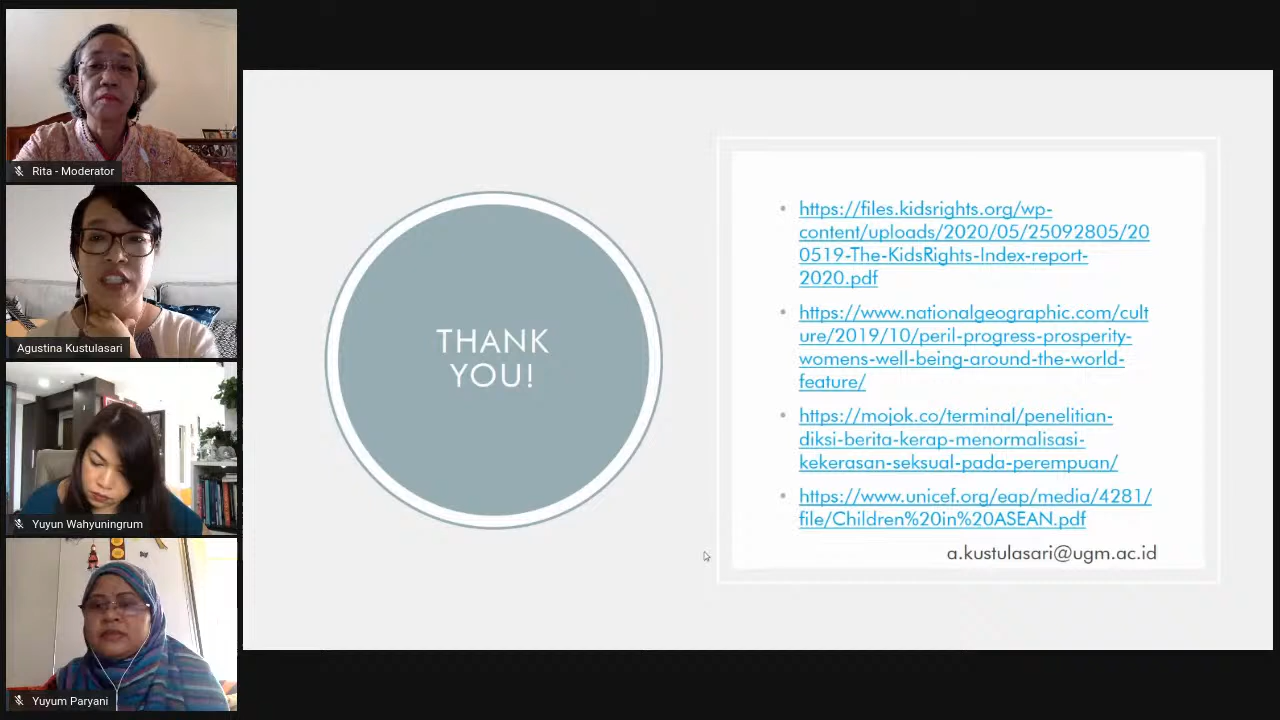 Rita - Moderator
Agustina Kustulasari
Yuyun Wahyuningrum
Yuyum Paryani
THANK
YOU!
https://files.kidsrights.org/wp-
content/uploads/2020/05/25092805/20
0519-The-KidsRights-Index-report-
2020.pdf
https://www.nationalgeographic.com/cult
ure/2019/10/peril-progress-prosperity-
womens-well-being-around-the-world-
feature/
https://mojok.co/terminal/penelitian-
diksi-berita-kerap-menormalisasi-
kekerasan-seksual-pada-perempuan/
https://www.unicef.org/eap/media/4281/
file/Children%20in%20ASEAN.pdf
a.kustulasari@ugm.ac.id